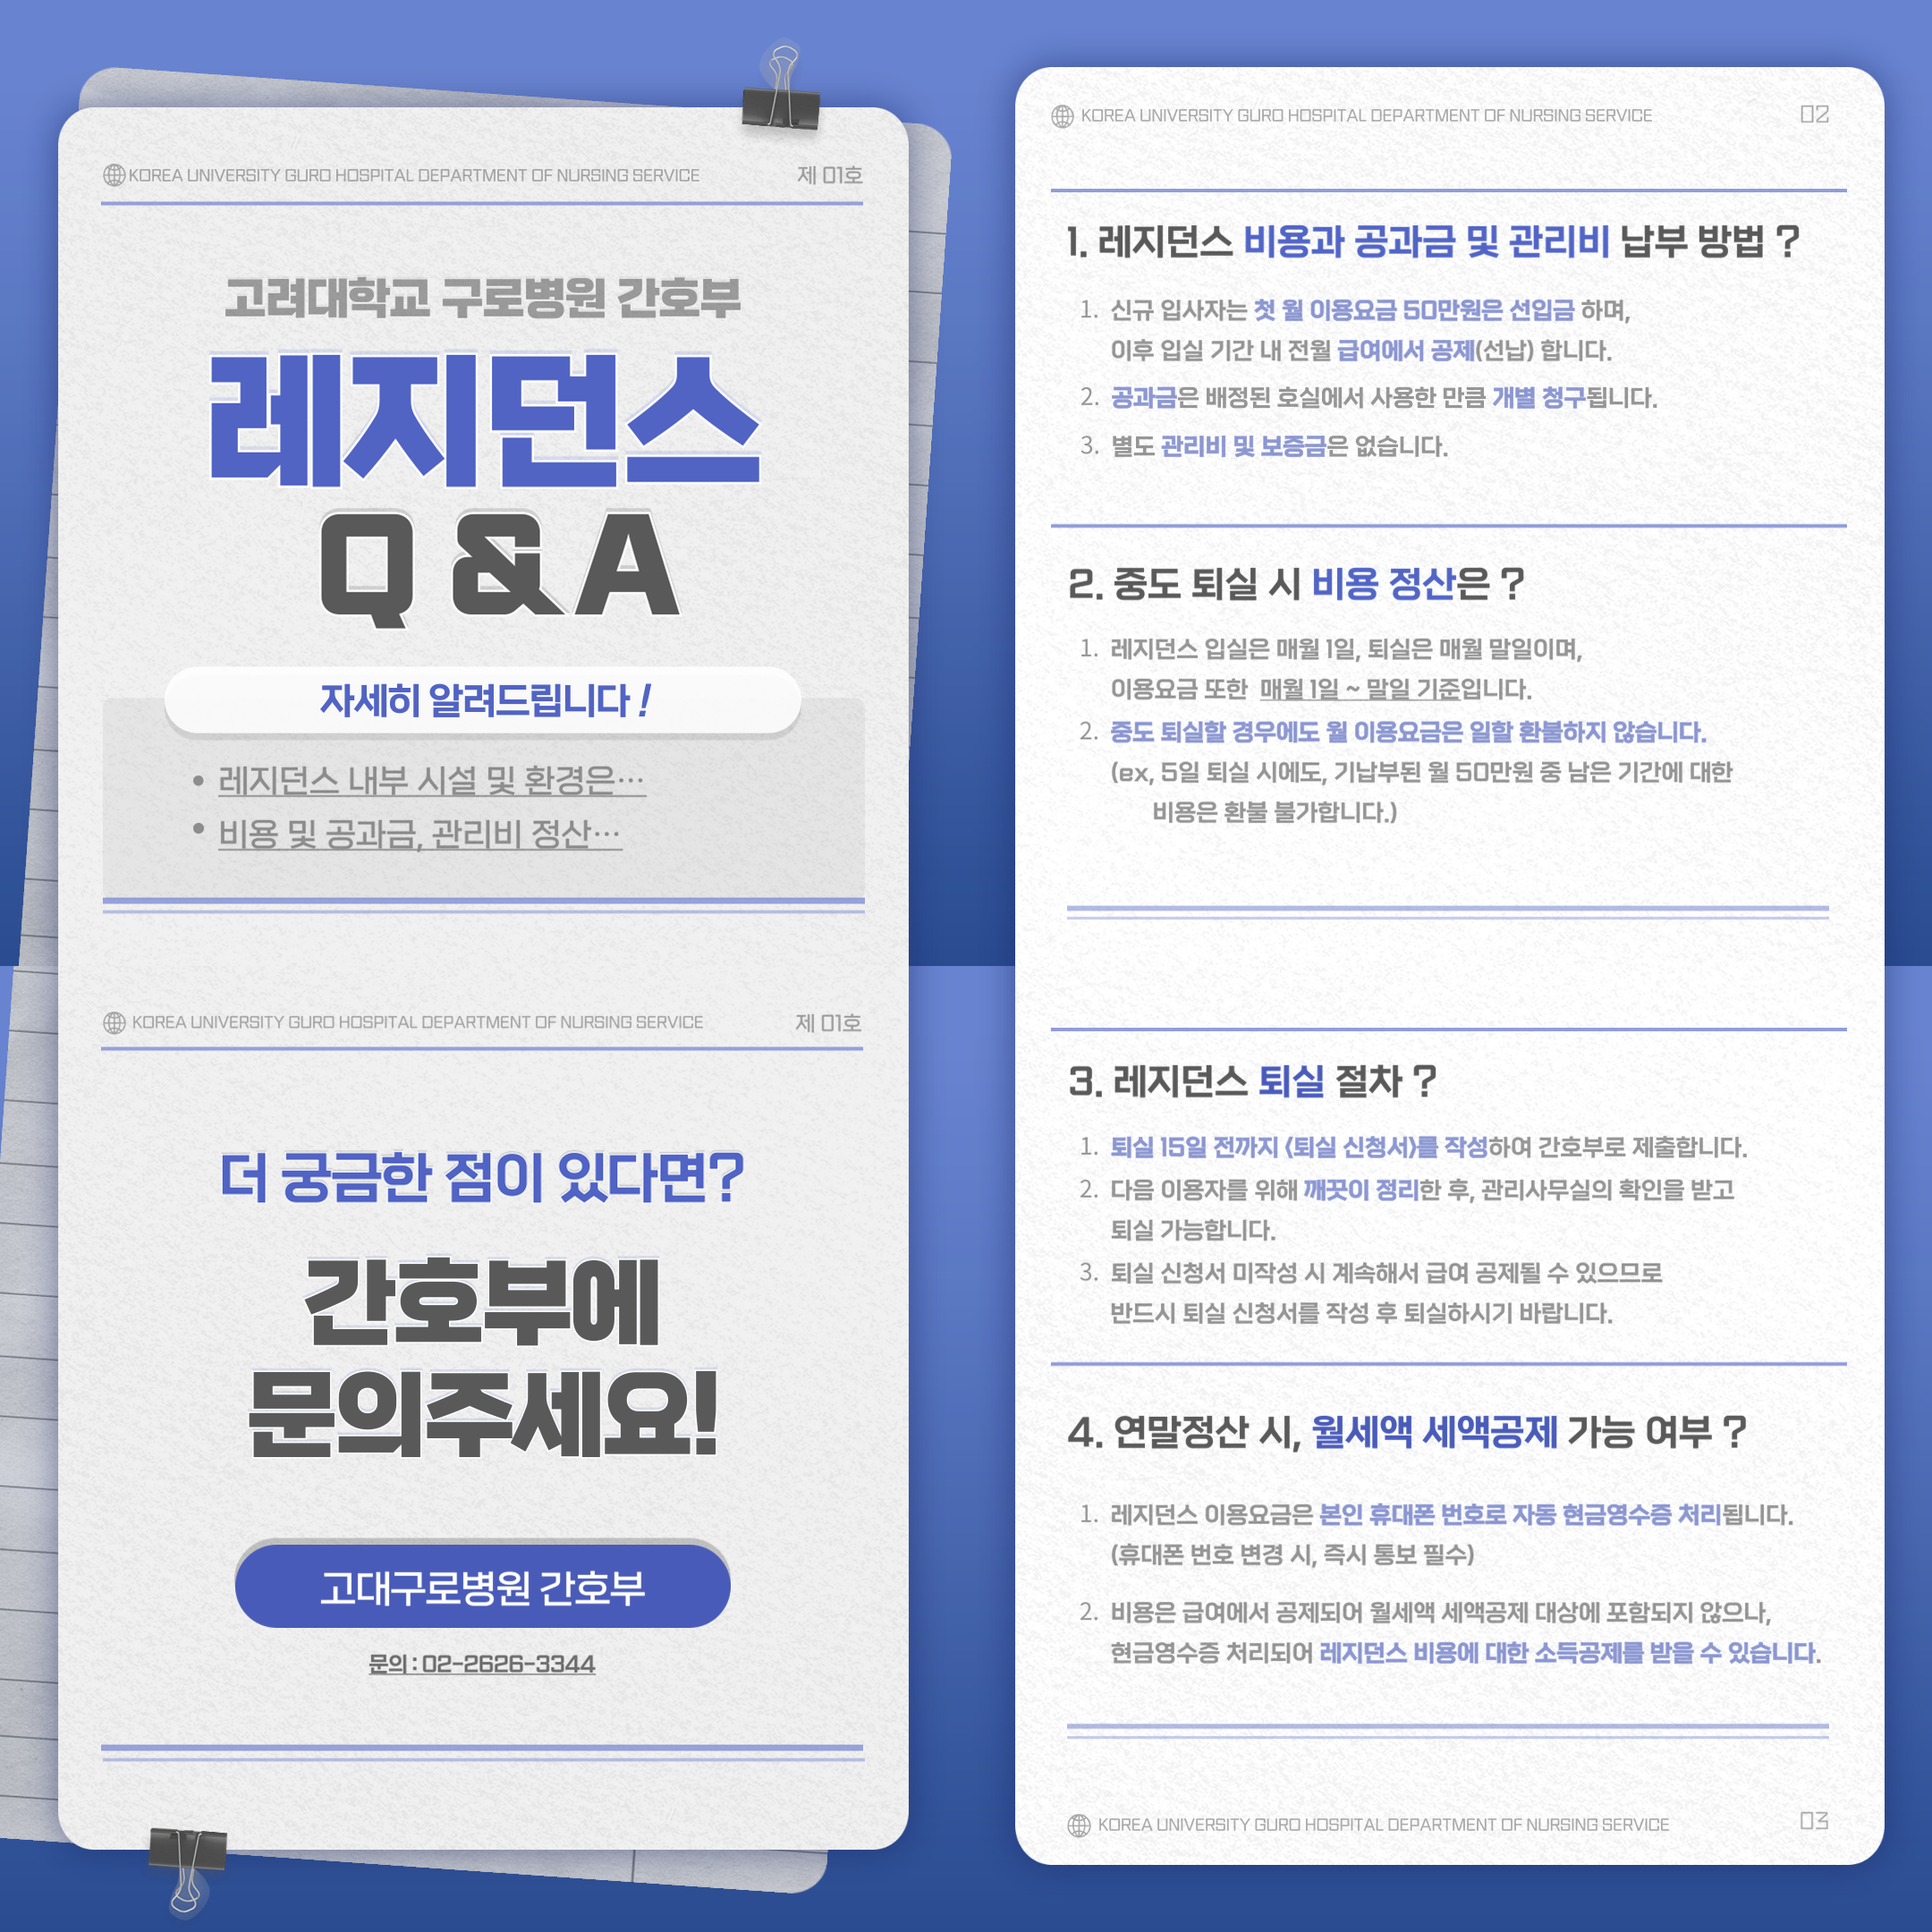 KOREA UNIVERSITY GURO HOSPITAL DEPARTMENT OF NURSING SERVICE 제 01호
고려대학교 구로병원 간호부
레지던스
Q & A
자세히 알려드립니다 !
• 레지던스 내부 시설 및 환경은…
• 비용 및 공과금, 관리비 정산…
KOREA UNIVERSITY GURO HOSPITAL DEPARTMENT OF NURSING SERVICE 제 01호
더 궁금한 점이 있다면?
간호부에
문의주세요!
고대구로병원 간호부
문의 : 02-2626-3344
KOREA UNIVERSITY GURO HOSPITAL DEPARTMENT OF NURSING SERVICE 02
1. 레지던스 비용과 공과금 및 관리비 납부 방법 ?
1. 신규 입사자는 첫 월 이용요금 50만원은 선입금 하며,
이후 입실 기간 내 전월 급여에서 공제(선납) 합니다.
2. 공과금은 배정된 호실에서 사용한 만큼 개별 청구됩니다.
3. 별도 관리비 및 보증금은 없습니다.
2. 중도 퇴실 시 비용 정산은 ?
1. 레지던스 입실은 매월 1일, 퇴실은 매월 말일이며,
이용요금 또한 매월 1일 ~ 말일 기준입니다.
2. 중도 퇴실할 경우에도 월 이용요금은 일할 환불하지 않습니다.
(ex, 5일 퇴실 시에도, 기납부된 월 50만원 중 남은 기간에 대한
비용은 환불 불가합니다.)
3. 레지던스 퇴실 절차 ?
1. 퇴실 15일 전까지 <퇴실 신청서>를 작성하여 간호부로 제출합니다.
2. 다음 이용자를 위해 깨끗이 정리한 후, 관리사무실의 확인을 받고
퇴실 가능합니다.
3. 퇴실 신청서 미작성 시 계속해서 급여 공제될 수 있으므로
반드시 퇴실 신청서를 작성 후 퇴실하시기 바랍니다.
4. 연말정산 시, 월세액 세액공제 가능 여부 ?
1. 레지던스 이용요금은 본인 휴대폰 번호로 자동 현금영수증 처리됩니다.
(휴대폰 번호 변경 시, 즉시 통보 필수)
2. 비용은 급여에서 공제되어 월세액 세액공제 대상에 포함되지 않으나,
현금영수증 처리되어 레지던스 비용에 대한 소득공제를 받을 수 있습니다.
KOREA UNIVERSITY GURO HOSPITAL DEPARTMENT OF NURSING SERVICE 03